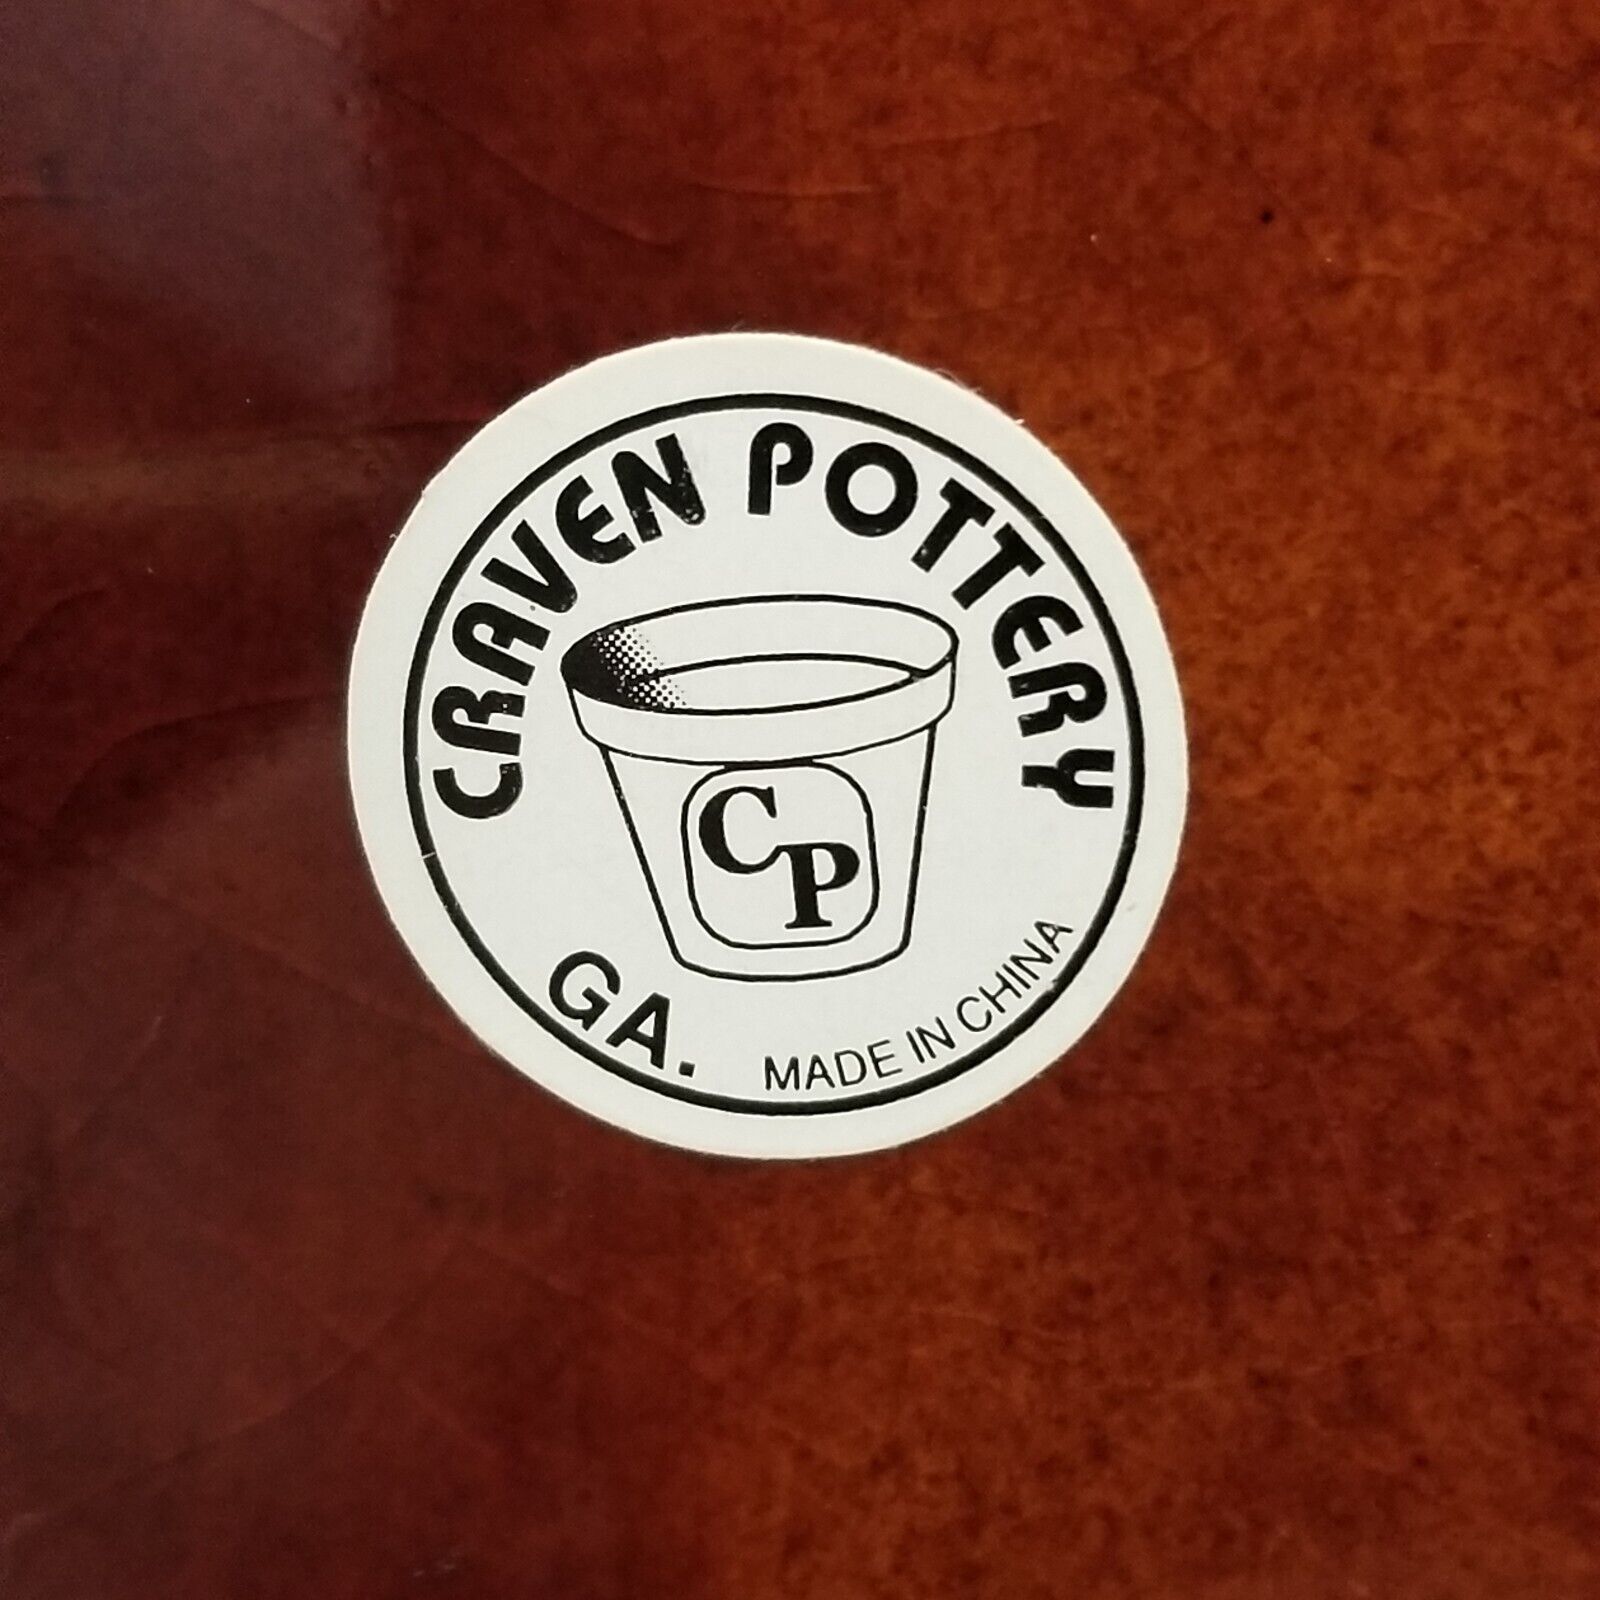 CRAVEN POTTERY
CP
GA.
MADE IN CHINA